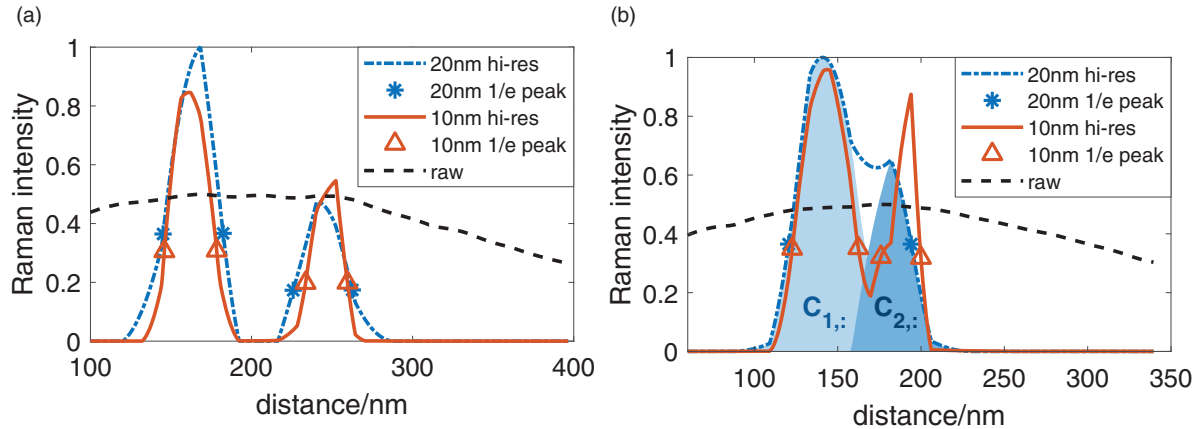 (a)
Raman intensity
1
0.8
0.6
0.4
0.2
0
100 200 300 400
distance/nm
20nm hi-res
20nm 1/e peak
10nm hi-res
10nm 1/e peak
raw
(b)
Raman intensity
1
0.8
0.6
0.4
0.2
0
100 150 200 250 300 350
distance/nm
20nm hi-res
20nm 1/e peak
10nm hi-res
10nm 1/e peak
raw
C1,:
C2,: